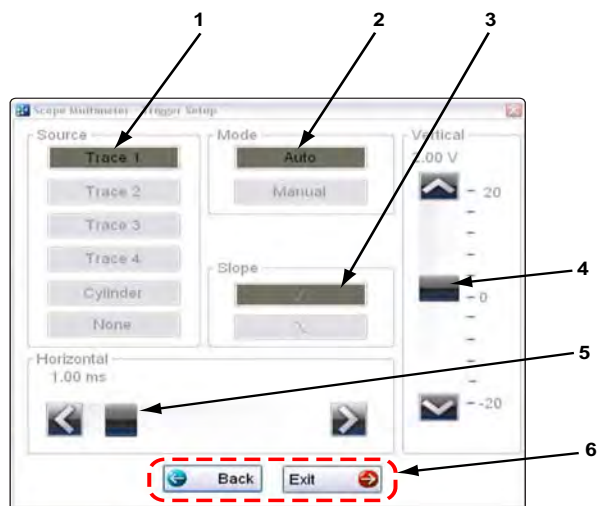 1 2 3
Scope Multimeter - Trigger Setup
Source
Trace 1
Trace 2
Trace 3
Trace 4
Cylinder
None
Mode
Auto
Manual
Slope
Vertical
2.00 V
20
0
-20
4
Horizontal
1.00 ms
5
Back
Exit
6